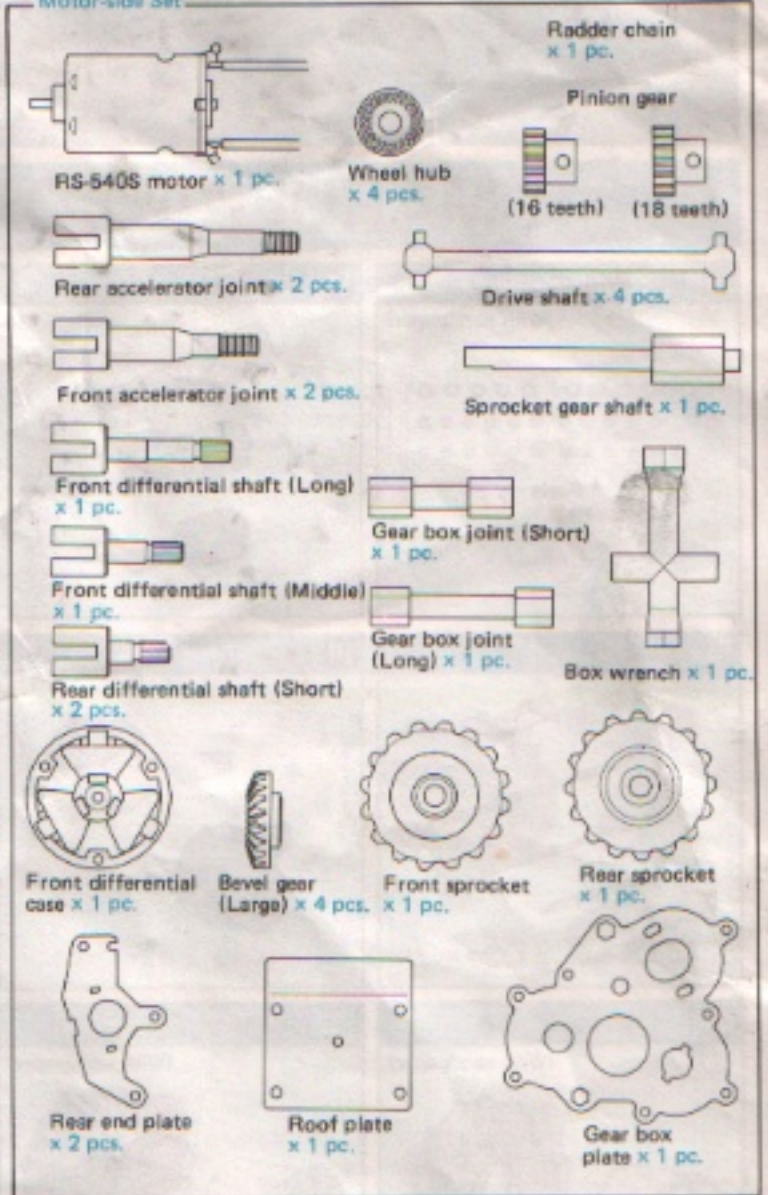 Motor-side Set
Radder chain
x 1 pc.
Pinion gear
RS-540S motor x 1 pc.
Wheel hub
x 4 pcs.
(16 teeth) (18 teeth)
Rear accelerator joint x 2 pcs.
Drive shaft x 4 pcs.
Front accelerator joint x 2 pcs.
Sprocket gear shaft x 1 pc.
Front differential shaft (Long)
x 1 pc.
Gear box joint (Short)
x 1 pc.
Front differential shaft (Middle)
x 1 pc.
Gear box joint
(Long) x 1 pc.
Box wrench x 1 pc.
Rear differential shaft (Short)
x 2 pcs.
Front differential
case x 1 pc.
Bevel gear
(Large) x 4 pcs.
Front sprocket
x 1 pc.
Rear sprocket
x 1 pc.
Rear end plate
x 2 pcs.
Roof plate
x 1 pc.
Gear box
plate x 1 pc.